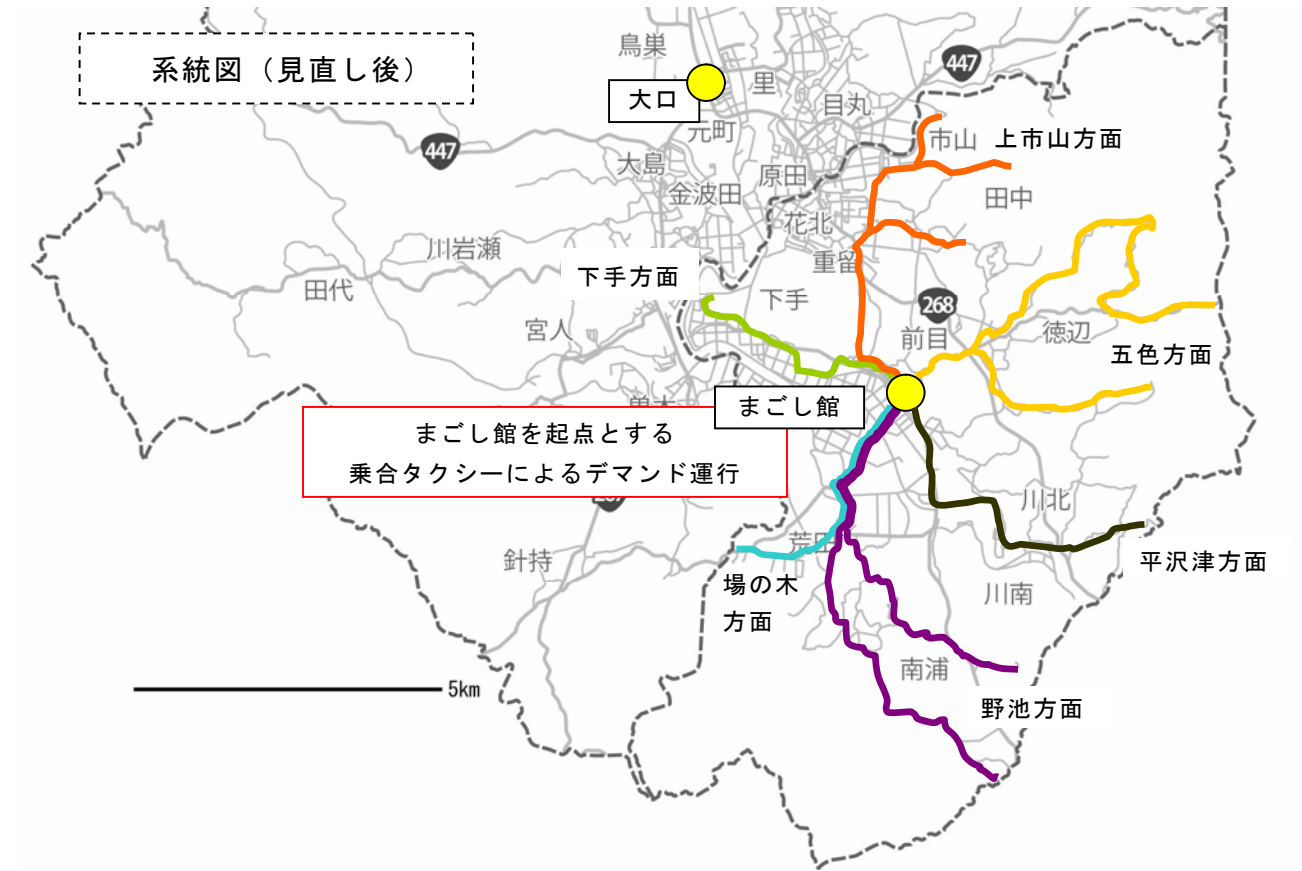 系統図（見直し後）
鳥巣
447
大口
里
目丸
元町
市山
上市山方面
447
大島
原田
金波田
田中
花北
川岩瀬
重留
下手方面
田代
下手
268
宮人
前目
徳辺
五色方面
まごし館
まごし館を起点とする
乗合タクシーによるデマンド運行
川北
荒田
針持
平沢津方面
場の木
方面
川南
南浦
5km
野池方面